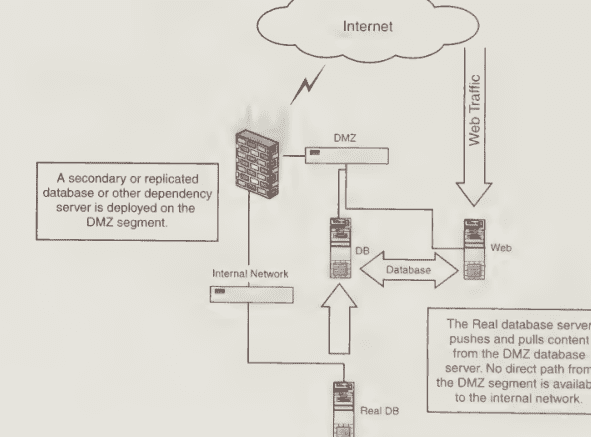 Internet
Web Traffic
DMZ
A secondary or replicated
database or other dependency
server is deployed on the
DMZ segment.
DB
Web
Database
Internal Network
The Real database server
pushes and pulls content
from the DMZ database
server. No direct path from
the DMZ segment is availab
to the internal network.
Real DB